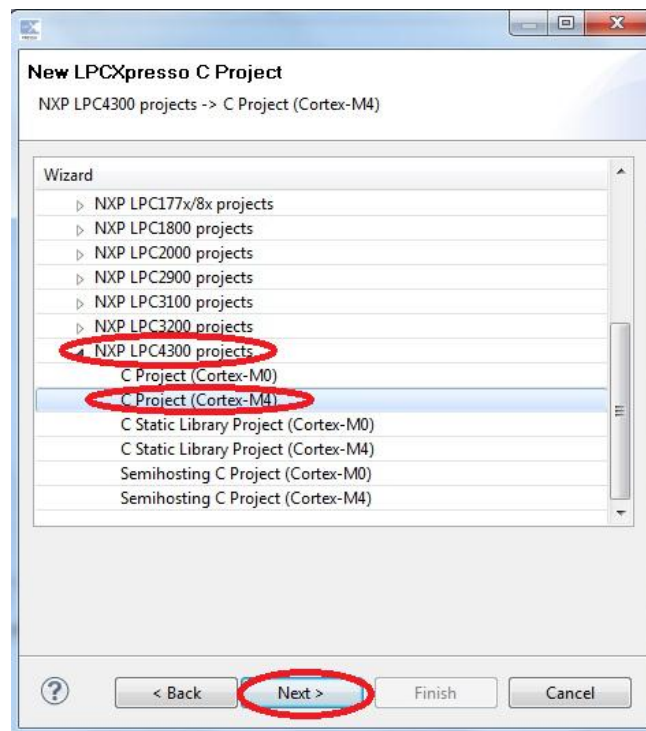 New LPCXpresso C Project
NXP LPC4300 projects -> C Project (Cortex-M4)
Wizard
NXP LPC177x/8x projects
NXP LPC1800 projects
NXP LPC2000 projects
NXP LPC2900 projects
NXP LPC3100 projects
NXP LPC3200 projects
NXP LPC4300 projects
C Project (Cortex-M0)
C Project (Cortex-M4)
C Static Library Project (Cortex-M0)
C Static Library Project (Cortex-M4)
Semihosting C Project (Cortex-M0)
Semihosting C Project (Cortex-M4)
? < Back Next > Finish Cancel